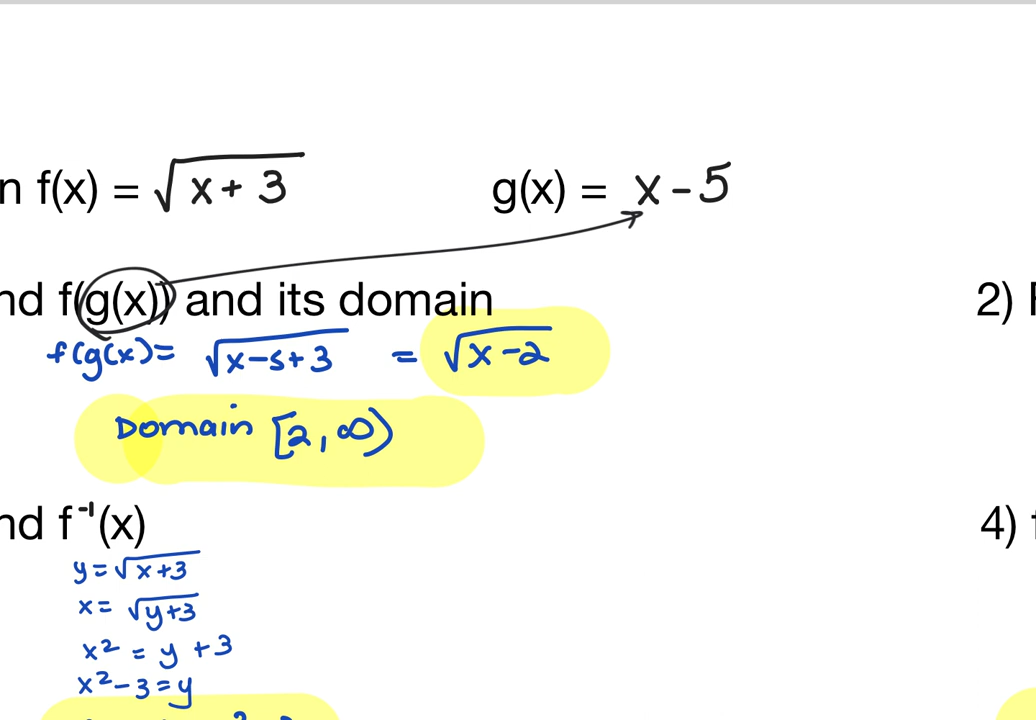 n f(x) = √x + 3 g(x) = x - 5
nd f(g(x)) and its domain 2)
f(g(x)= √x-5+3 = √x-2
Domain [2,∞)
nd f⁻¹(x) 4)
y=√x+3
x= √y+3
x² = y +3
x²-3=y